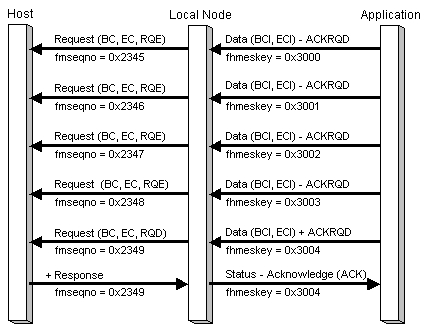 Host Local Node Application
Request (BC, EC, RQE) Data (BCI, ECI) - ACKRQD
fmseqno = 0x2345 fhmeskey = 0x3000
Request (BC, EC, RQE) Data (BCI, ECI) - ACKRQD
fmseqno = 0x2346 fhmeskey = 0x3001
Request (BC, EC, RQE) Data (BCI, ECI) - ACKRQD
fmseqno = 0x2347 fhmeskey = 0x3002
Request (BC, EC, RQE) Data (BCI, ECI) - ACKRQD
fmseqno = 0x2348 fhmeskey = 0x3003
Request (BC, EC, RQD) Data (BCI, ECI) + ACKRQD
fmseqno = 0x2349 fhmeskey = 0x3004
+ Response Status - Acknowledge (ACK)
fmseqno = 0x2349 fhmeskey = 0x3004